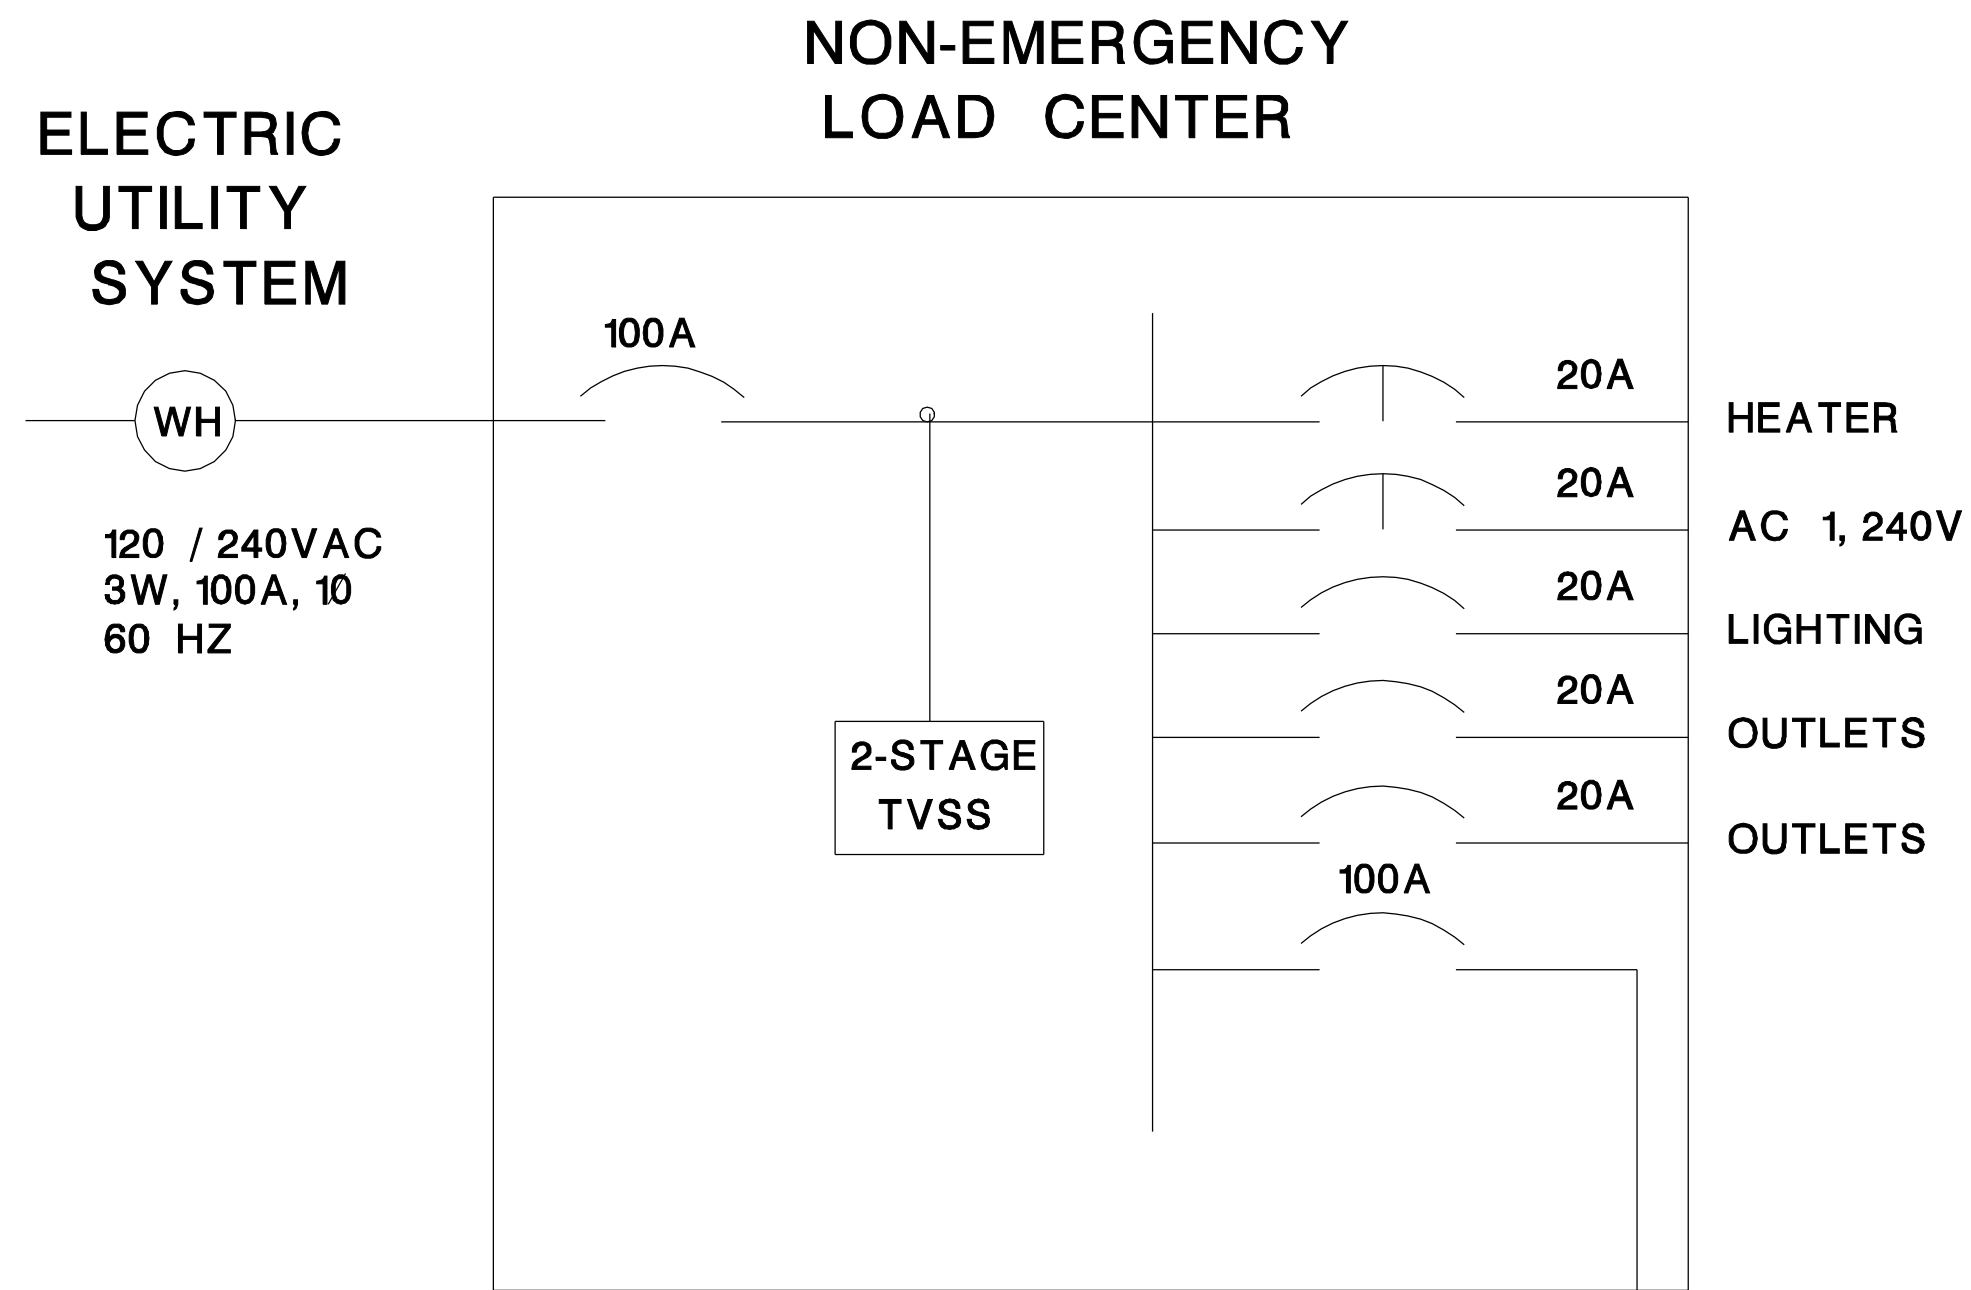 NON-EMERGENCY
LOAD CENTER
ELECTRIC
UTILITY
SYSTEM
100A
WH
120 / 240VAC
3W, 100A, 1Ø
60 HZ
2-STAGE
TVSS
20A
HEATER
20A
AC 1, 240V
20A
LIGHTING
20A
OUTLETS
20A
OUTLETS
100A